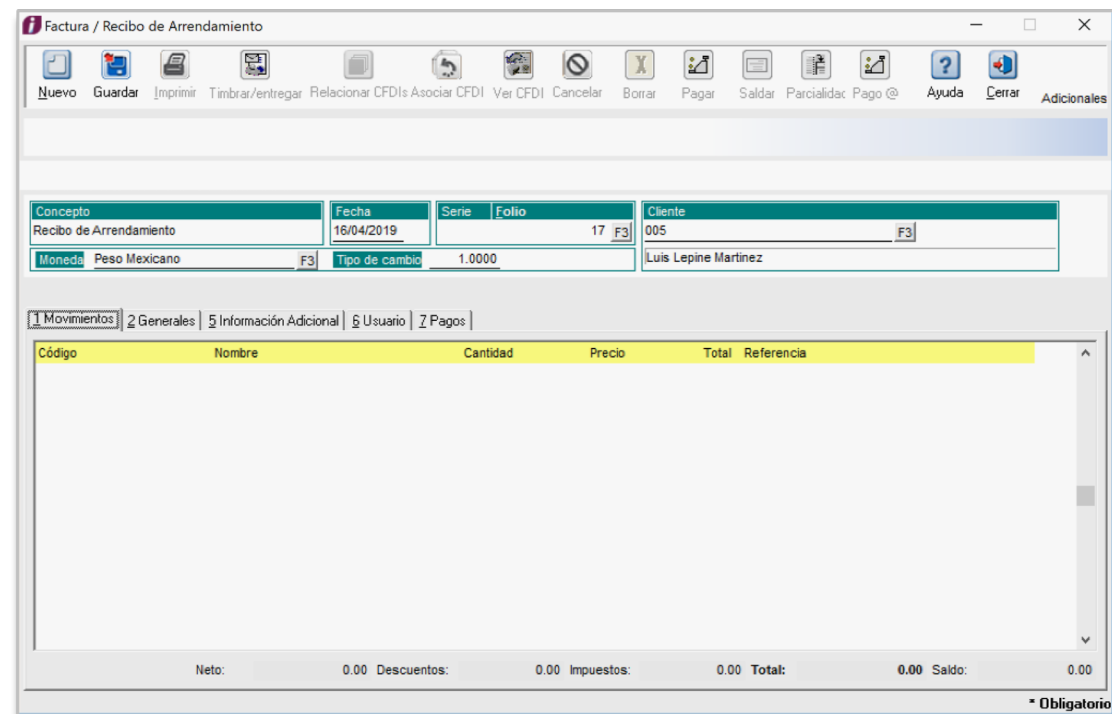 Factura / Recibo de Arrendamiento
Nuevo Guardar Imprimir Timbrar/entregar Relacionar CFDIs Asociar CFDI Ver CFDI Cancelar Borrar Pagar Saldar Parcialidac Pago @ Ayuda Cerrar Adicionales
Concepto Fecha Serie Folio Cliente
Recibo de Arrendamiento 16/04/2019 17 F3 005 F3
Moneda Peso Mexicano F3 Tipo de cambio 1.0000 Luis Lepine Martinez
1 Movimientos 2 Generales 5 Información Adicional 6 Usuario 7 Pagos
Código Nombre Cantidad Precio Total Referencia
Neto: 0.00 Descuentos: 0.00 Impuestos: 0.00 Total: 0.00 Saldo: 0.00
* Obligatorio